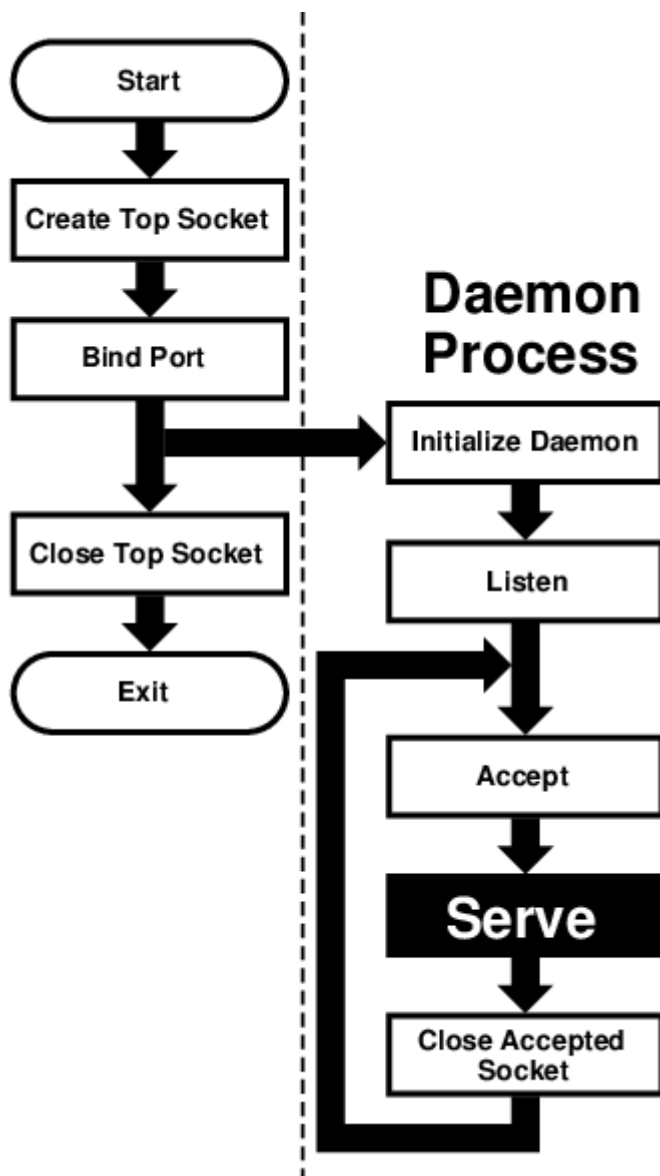 Start
Create Top Socket
Bind Port
Close Top Socket
Exit
Daemon
Process
Initialize Daemon
Listen
Accept
Serve
Close Accepted
Socket